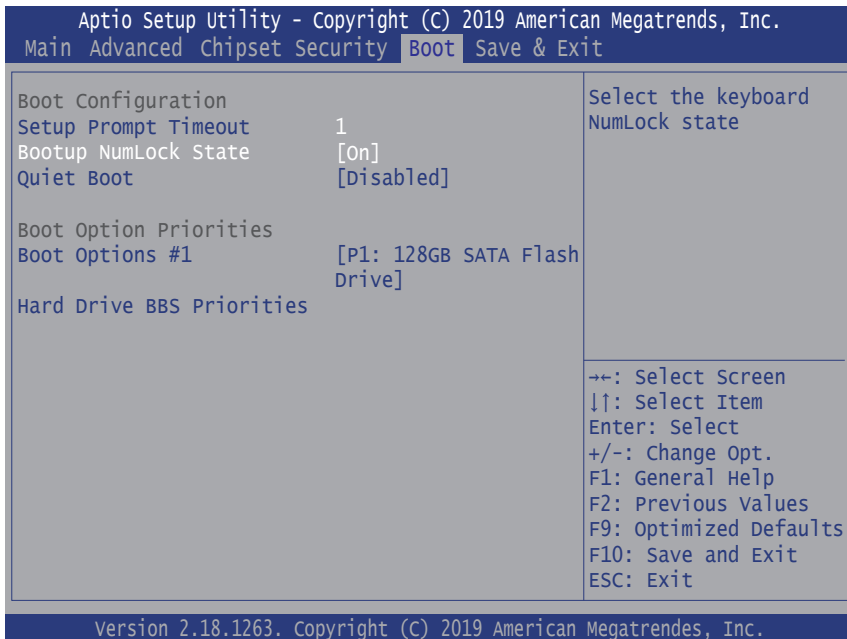 Aptio Setup Utility - Copyright (C) 2019 American Megatrends, Inc.
Main Advanced Chipset Security Boot Save & Exit
Boot Configuration
Setup Prompt Timeout 1
Bootup NumLock State [On]
Quiet Boot [Disabled]
Boot Option Priorities
Boot Options #1 [P1: 128GB SATA Flash
Drive]
Hard Drive BBS Priorities
Select the keyboard
NumLock state
→←: Select Screen
↓↑: Select Item
Enter: Select
+/-: Change Opt.
F1: General Help
F2: Previous Values
F9: Optimized Defaults
F10: Save and Exit
ESC: Exit
Version 2.18.1263. Copyright (C) 2019 American Megatrendes, Inc.